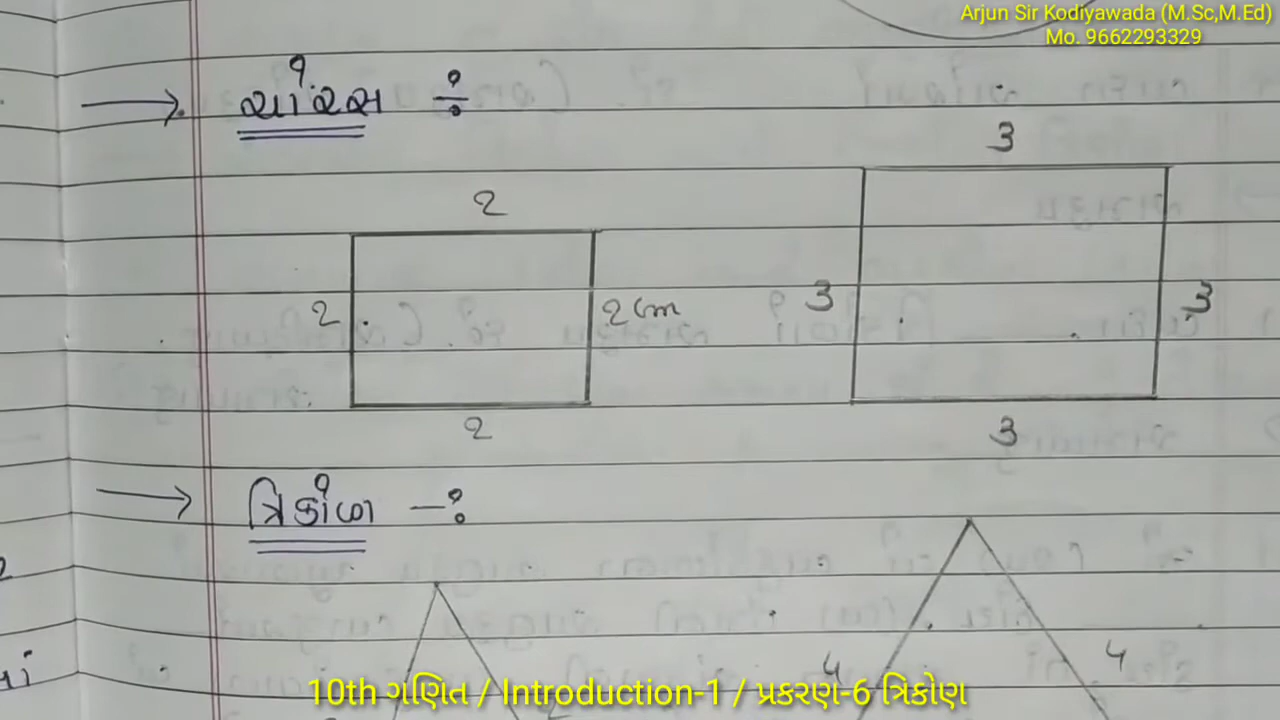 Arjun Sir Kodiyawada (M.Sc,M.Ed)
Mo. 9662293329
→ ચોરસ :
3
2
2 2cm 3 3
2 3
→ ત્રિકોણ -:
4 4
10th ગણિત / Introduction-1 / પ્રકરણ-6 ત્રિકોણ